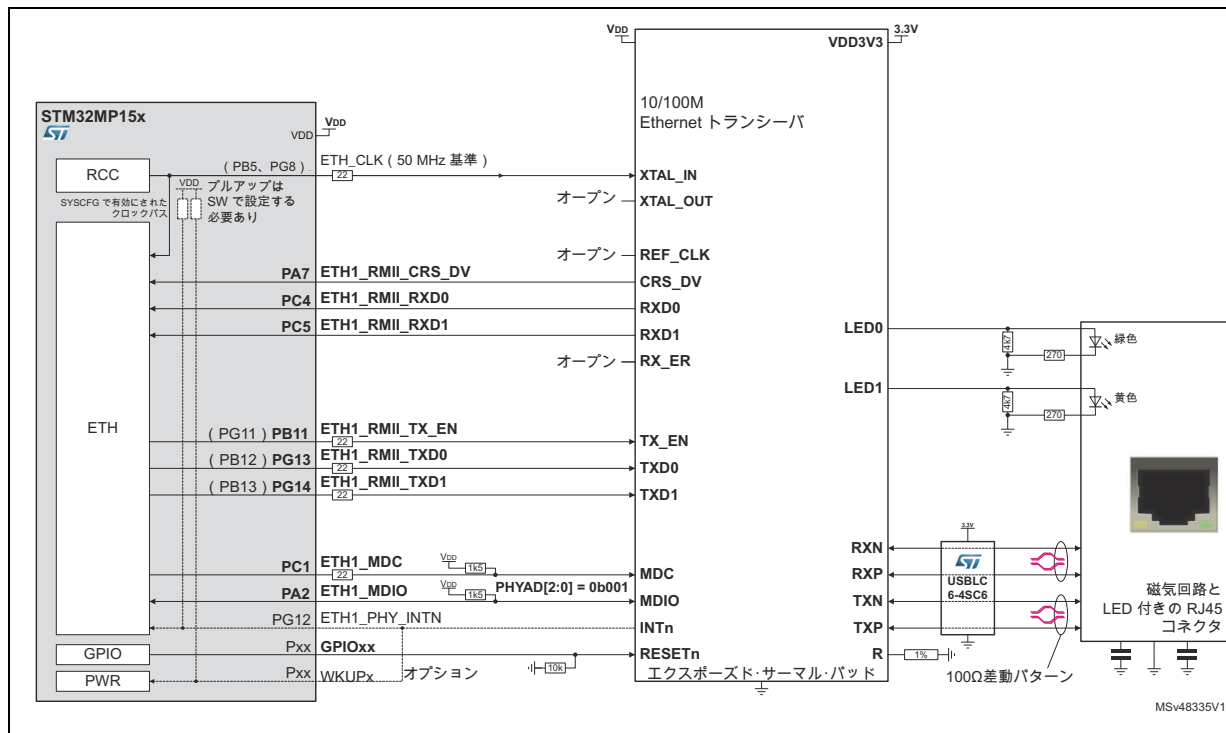 STM32MP15x
VDD
VDD
RCC
SYSCFG で有効にされた
クロックパス
VDD
プルアップは
SW で設定する
必要あり
ETH
GPIO
PWR
( PB5、PG8 )
ETH_CLK ( 50 MHz 基準 )
22
オープン
オープン
PA7 ETH1_RMII_CRS_DV
PC4 ETH1_RMII_RXD0
PC5 ETH1_RMII_RXD1
オープン
( PG11 ) PB11 ETH1_RMII_TX_EN
22
( PB12 ) PG13 ETH1_RMII_TXD0
22
( PB13 ) PG14 ETH1_RMII_TXD1
22
PC1 ETH1_MDC
22
VDD
1k5
PA2 ETH1_MDIO
VDD
1k5
PHYAD[2:0] = 0b001
PG12 ETH1_PHY_INTN
Pxx GPIOxx
10k
Pxx WKUPx
オプション
VDD
VDD3V3
3.3V
10/100M
Ethernet トランシーバ
XTAL_IN
XTAL_OUT
REF_CLK
CRS_DV
RXD0
RXD1
RX_ER
TX_EN
TXD0
TXD1
MDC
MDIO
INTn
RESETn
エクスポーズド･サーマル･パッド
LED0
LED1
RXN
RXP
TXN
TXP
R
1%
4k7
270
緑色
4k7
270
黄色
3.3V
USBLC
6-4SC6
100Ω差動パターン
磁気回路と
LED 付きの RJ45
コネクタ
MSv48335V1